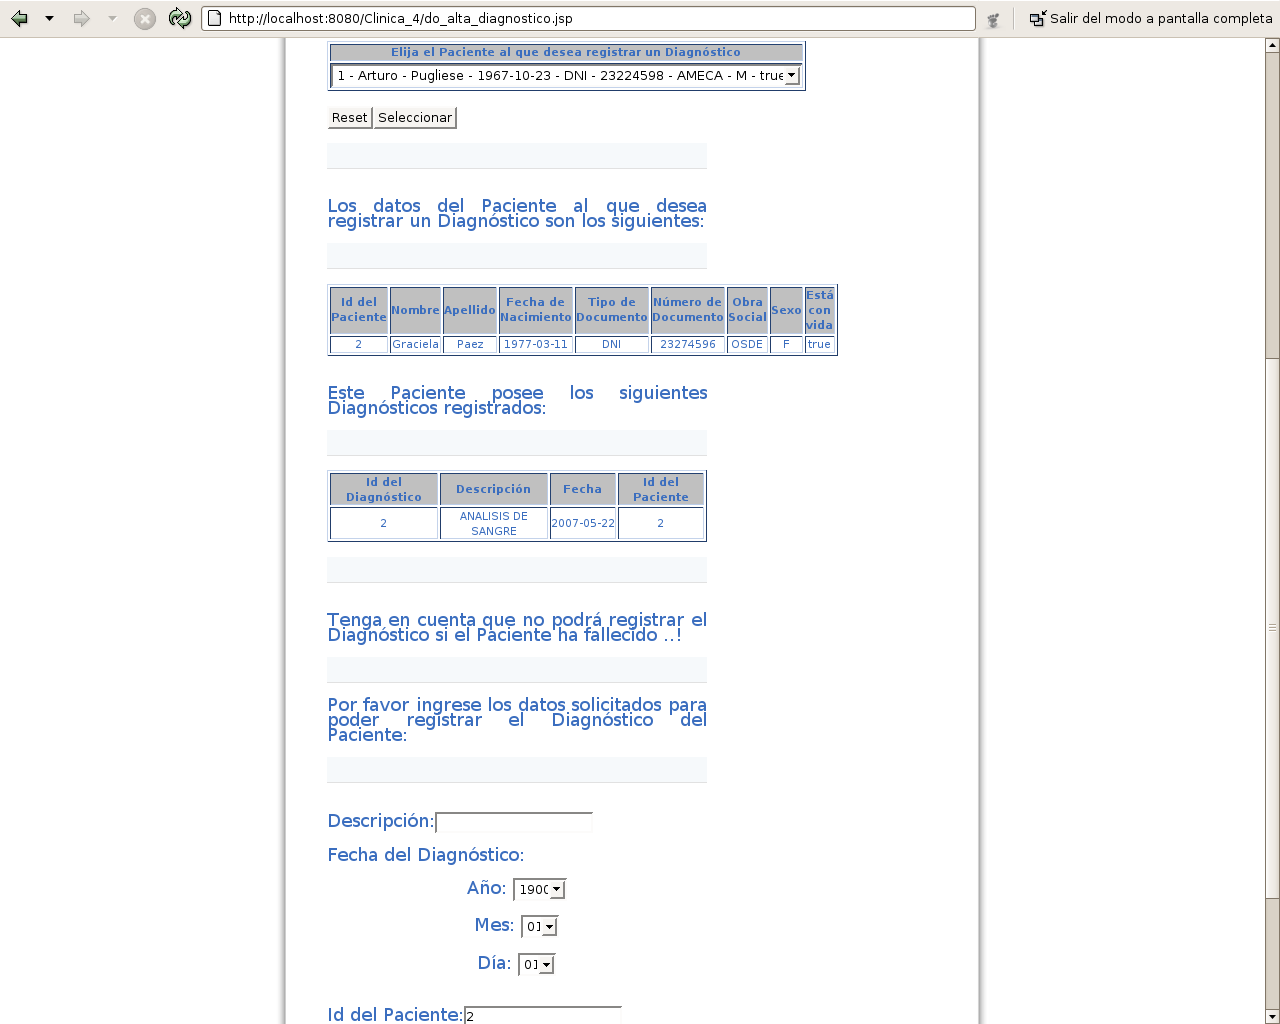 http://localhost:8080/Clinica_4/do_alta_diagnostico.jsp
Salir del modo a pantalla completa
Elija el Paciente al que desea registrar un Diagnóstico
1 - Arturo - Pugliese - 1967-10-23 - DNI - 23224598 - AMECA - M - true
Reset Seleccionar
Los datos del Paciente al que desea
registrar un Diagnóstico son los siguientes:
Id del Paciente Nombre Apellido Fecha de Nacimiento Tipo de Documento Número de Documento Obra Social Sexo Está con vida
2 Graciela Paez 1977-03-11 DNI 23274596 OSDE F true
Este Paciente posee los siguientes
Diagnósticos registrados:
Id del Diagnóstico Descripción Fecha Id del Paciente
2 ANALISIS DE SANGRE 2007-05-22 2
Tenga en cuenta que no podrá registrar el
Diagnóstico si el Paciente ha fallecido ..!
Por favor ingrese los datos solicitados para
poder registrar el Diagnóstico del
Paciente:
Descripción:
Fecha del Diagnóstico:
Año: 1900
Mes: 01
Día: 01
Id del Paciente: 2